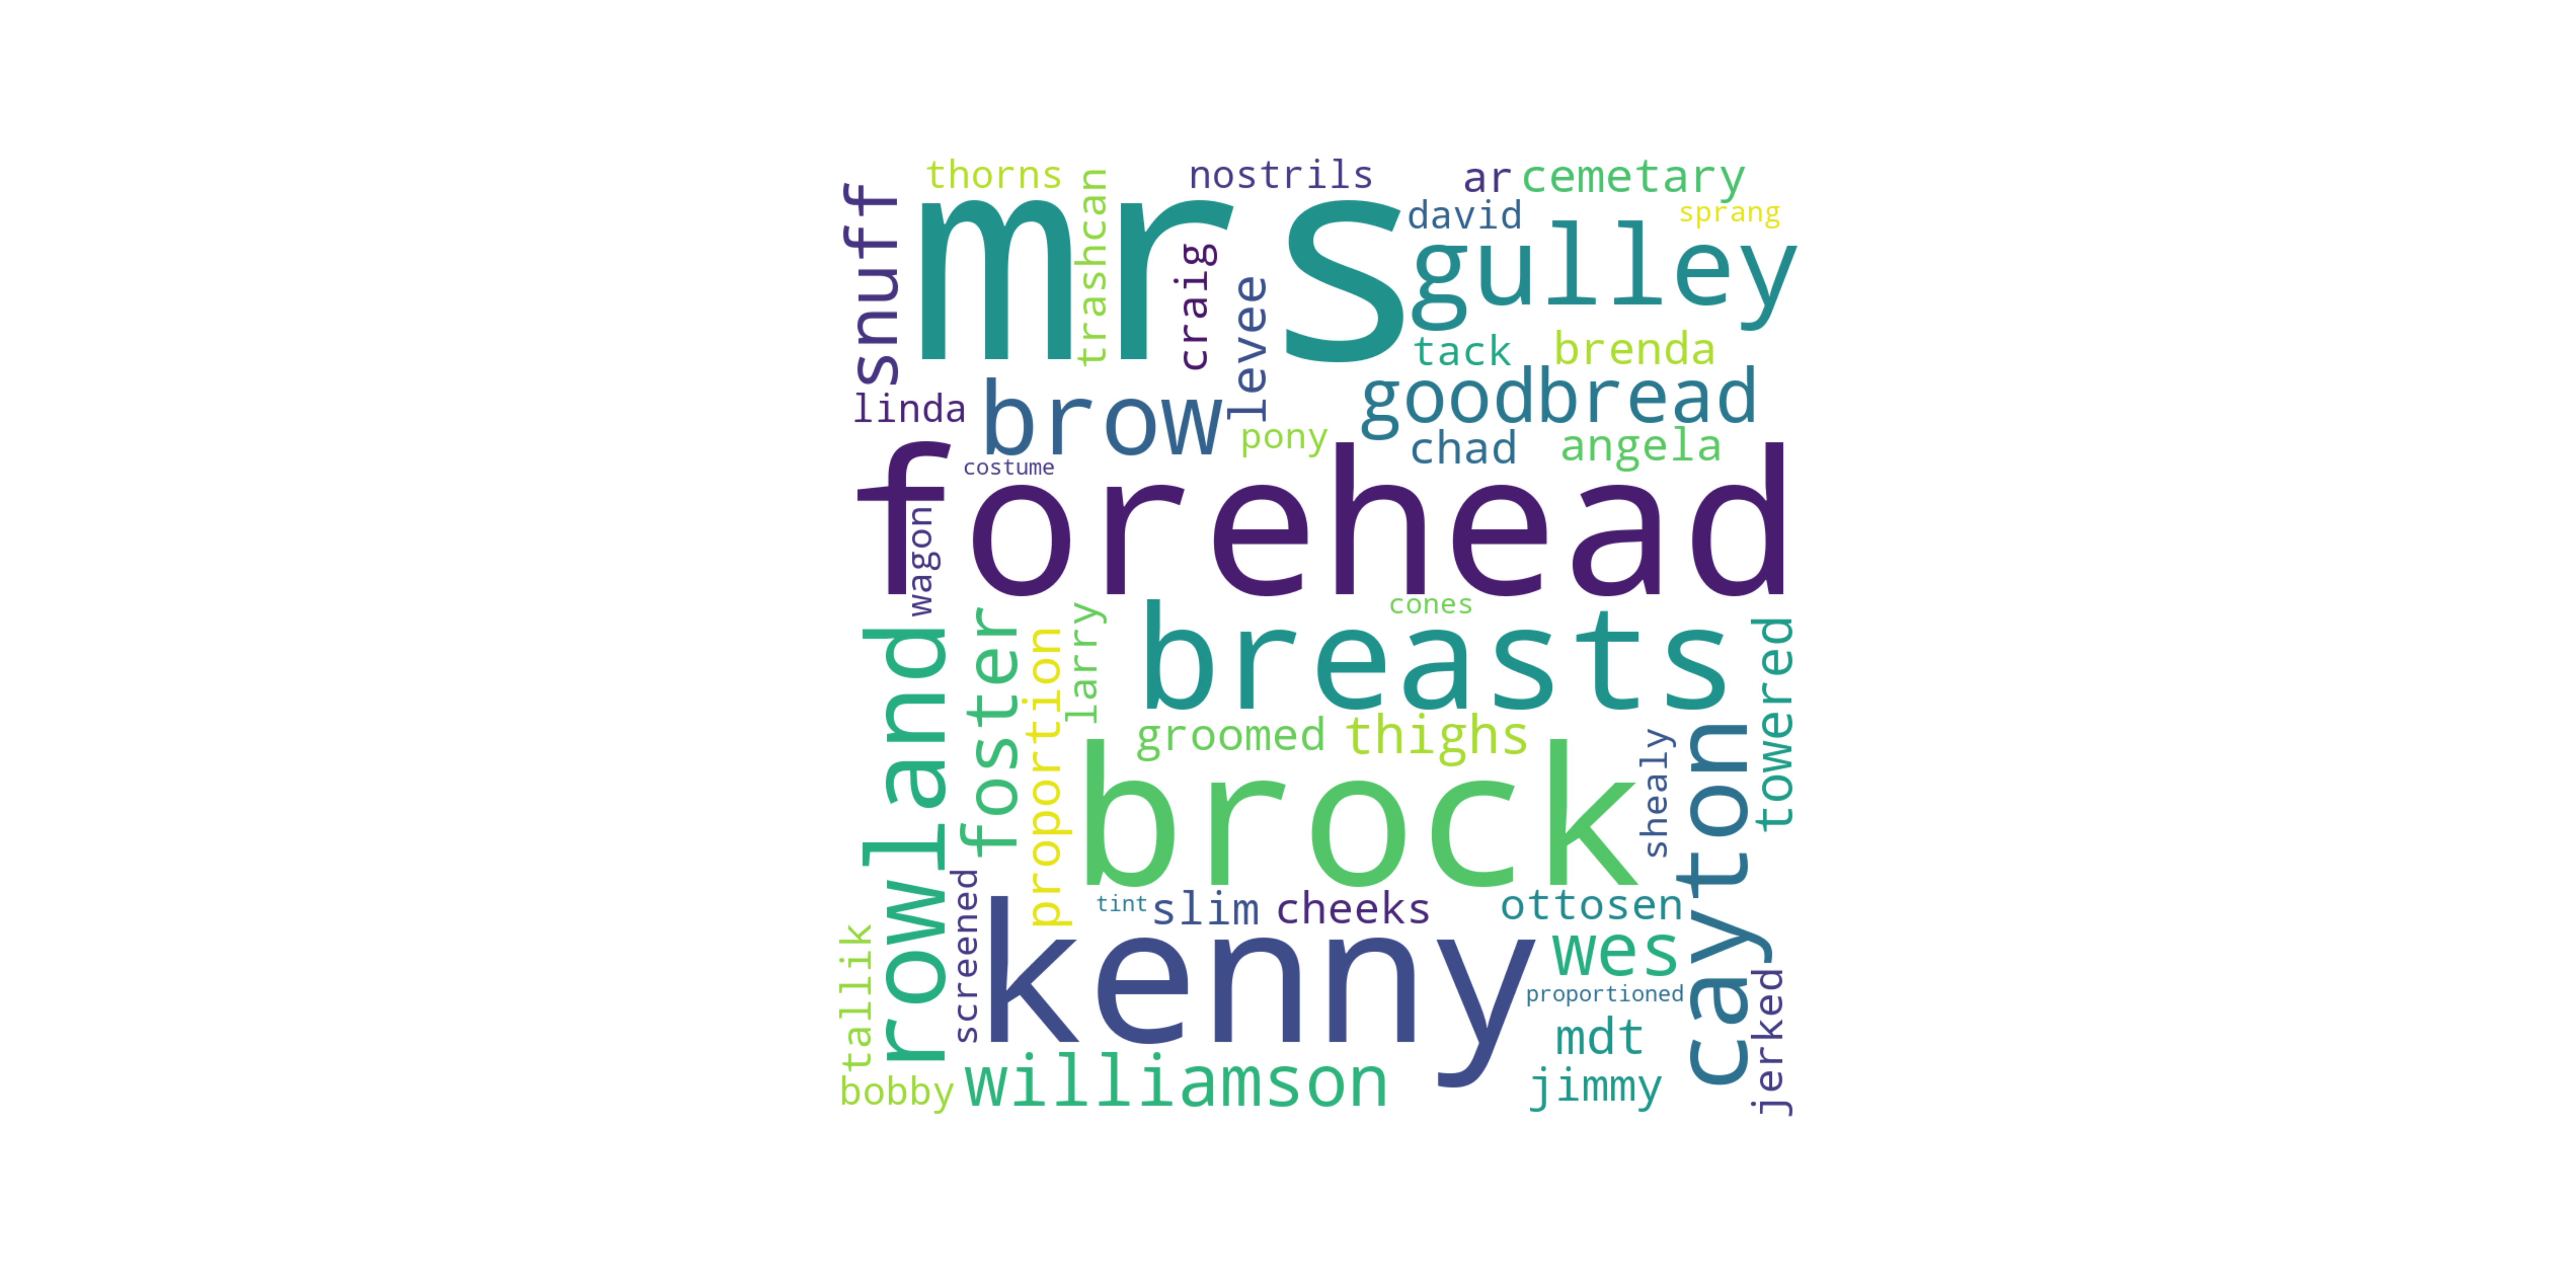 thorns
nostrils
ar
cemetary
snuff
mrs
trashcan
craig
levee
david
sprang
gulley
tack
brenda
linda
brow
pony
goodbread
chad
angela
costume
forehead
wagon
cones
rowland
foster
proportion
larry
breasts
towered
groomed
thighs
brock
shealy
cayton
screened
tint
slim
cheeks
ottosen
tallik
kenny
wes
proportioned
mdt
jerked
bobby
williamson
jimmy